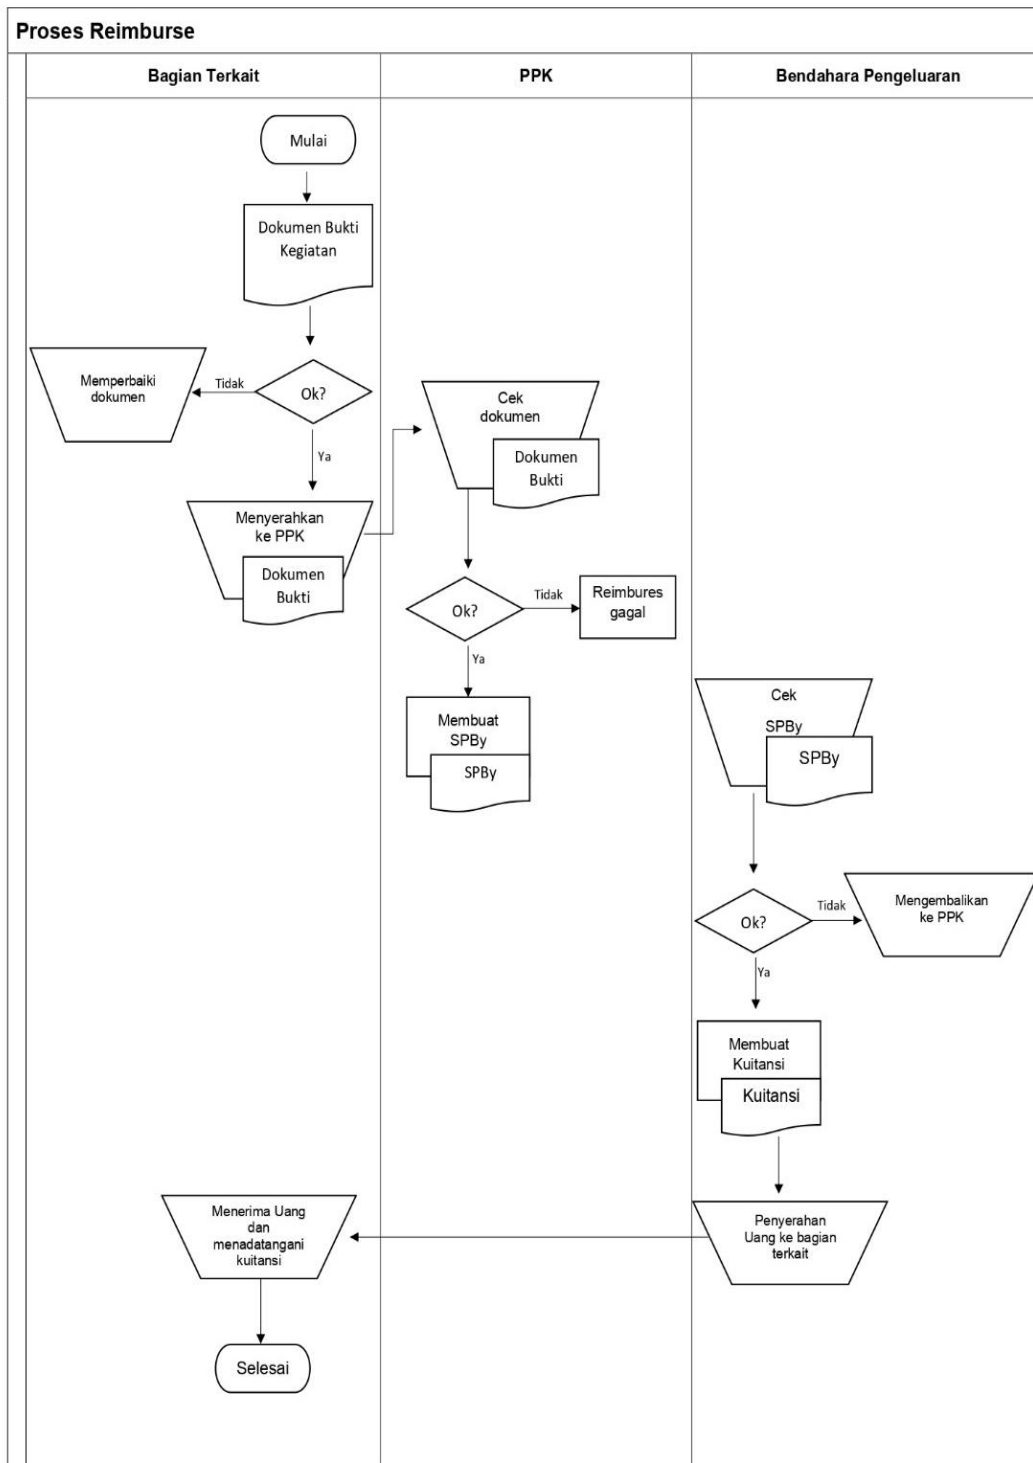 Proses Reimburse
Bagian Terkait
PPK
Bendahara Pengeluaran
Mulai
Dokumen Bukti
Kegiatan
Memperbaiki
dokumen
Tidak
Ok?
Ya
Menyerahkan
ke PPK
Dokumen
Bukti
Cek
dokumen
Dokumen
Bukti
Ok?
Tidak
Reimbures
gagal
Ya
Membuat
SPBy
SPBy
Cek
SPBy
SPBy
Ok?
Tidak
Mengembalikan
ke PPK
Ya
Membuat
Kuitansi
Kuitansi
Penyerahan
Uang ke bagian
terkait
Menerima Uang
dan
menadatangani
kuitansi
Selesai